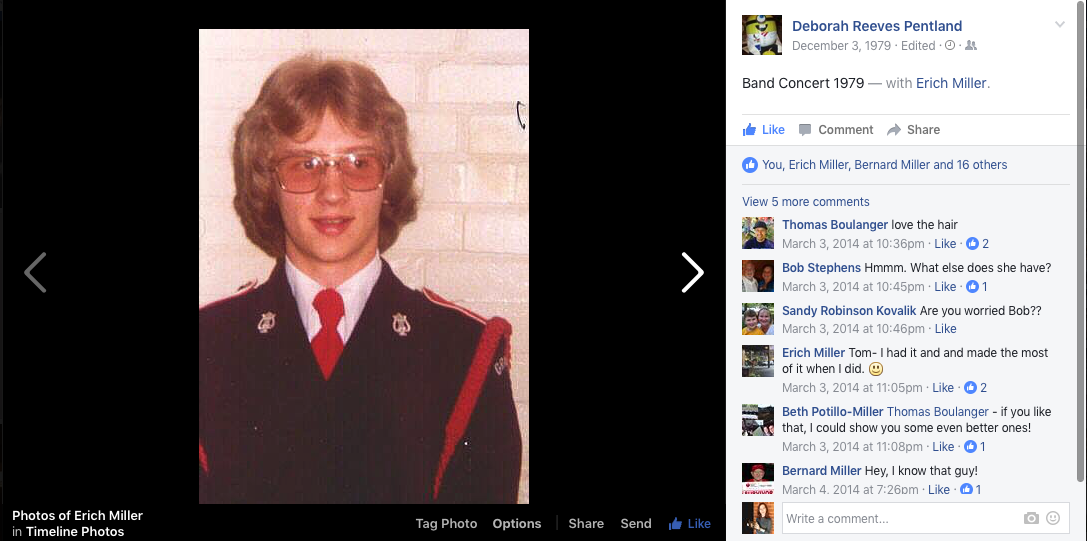 Deborah Reeves Pentland
December 3, 1979 · Edited ·
Band Concert 1979 — with Erich Miller.
Like Comment Share
You, Erich Miller, Bernard Miller and 16 others
View 5 more comments
Thomas Boulanger love the hair
March 3, 2014 at 10:36pm · Like · 2
Bob Stephens Hmmm. What else does she have?
March 3, 2014 at 10:45pm · Like · 1
Sandy Robinson Kovalik Are you worried Bob??
March 3, 2014 at 10:46pm · Like
Erich Miller Tom- I had it and and made the most
of it when I did. 😃
March 3, 2014 at 11:05pm · Like · 2
Beth Potillo-Miller Thomas Boulanger - if you like
that, I could show you some even better ones!
March 3, 2014 at 11:08pm · Like · 1
Bernard Miller Hey, I know that guy!
March 4, 2014 at 7:26pm · Like · 1
Write a comment...
Photos of Erich Miller
in Timeline Photos
Tag Photo Options Share Send Like